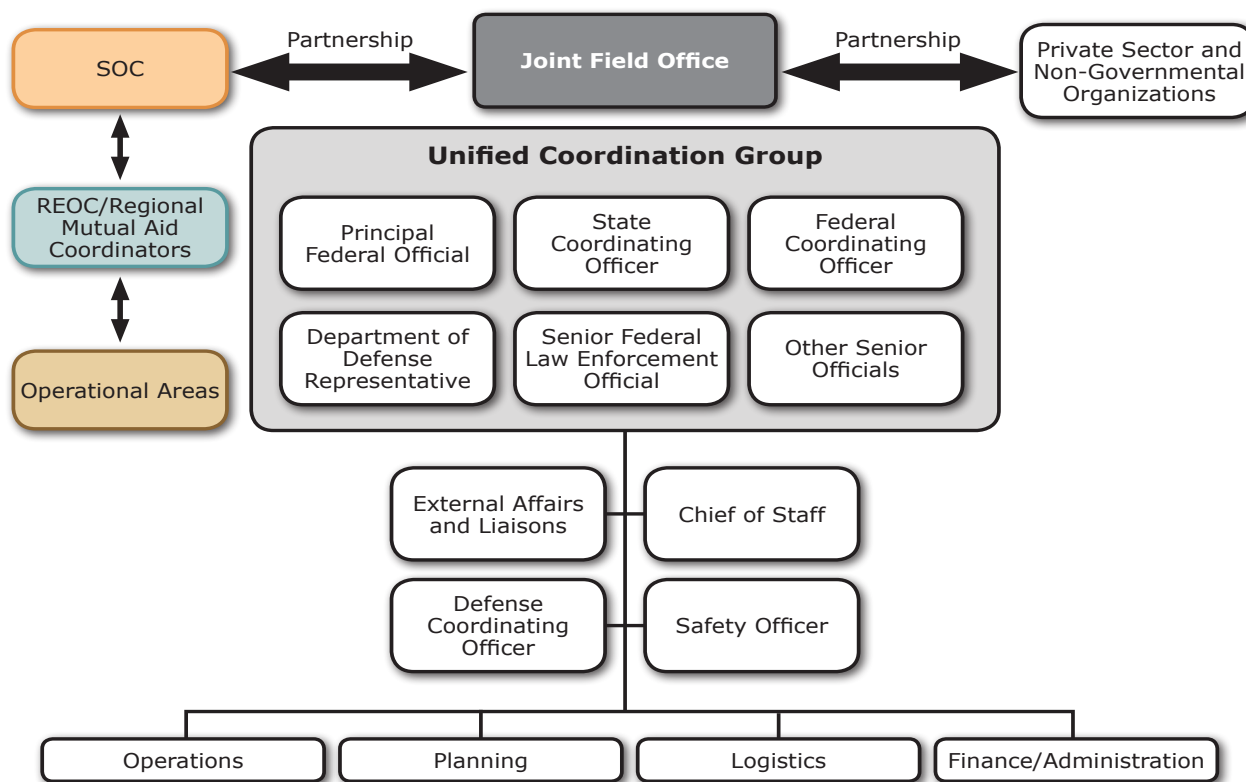 Partnership
Partnership
SOC
Joint Field Office
Private Sector and
Non-Governmental
Organizations
Unified Coordination Group
REOC/Regional
Mutual Aid
Coordinators
Principal
Federal Official
State
Coordinating
Officer
Federal
Coordinating
Officer
Operational Areas
Department of
Defense
Representative
Senior Federal
Law Enforcement
Official
Other Senior
Officials
External Affairs
and Liaisons
Chief of Staff
Defense
Coordinating
Officer
Safety Officer
Operations
Planning
Logistics
Finance/Administration